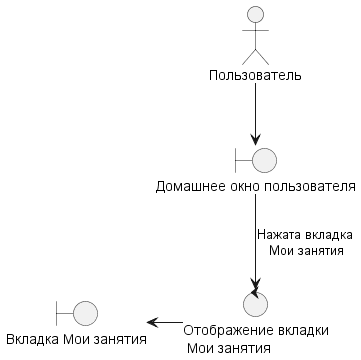 Пользователь
Домашнее окно пользователя
Нажата вкладка
Мои занятия
Вкладка Мои занятия
Отображение вкладки
Мои занятия